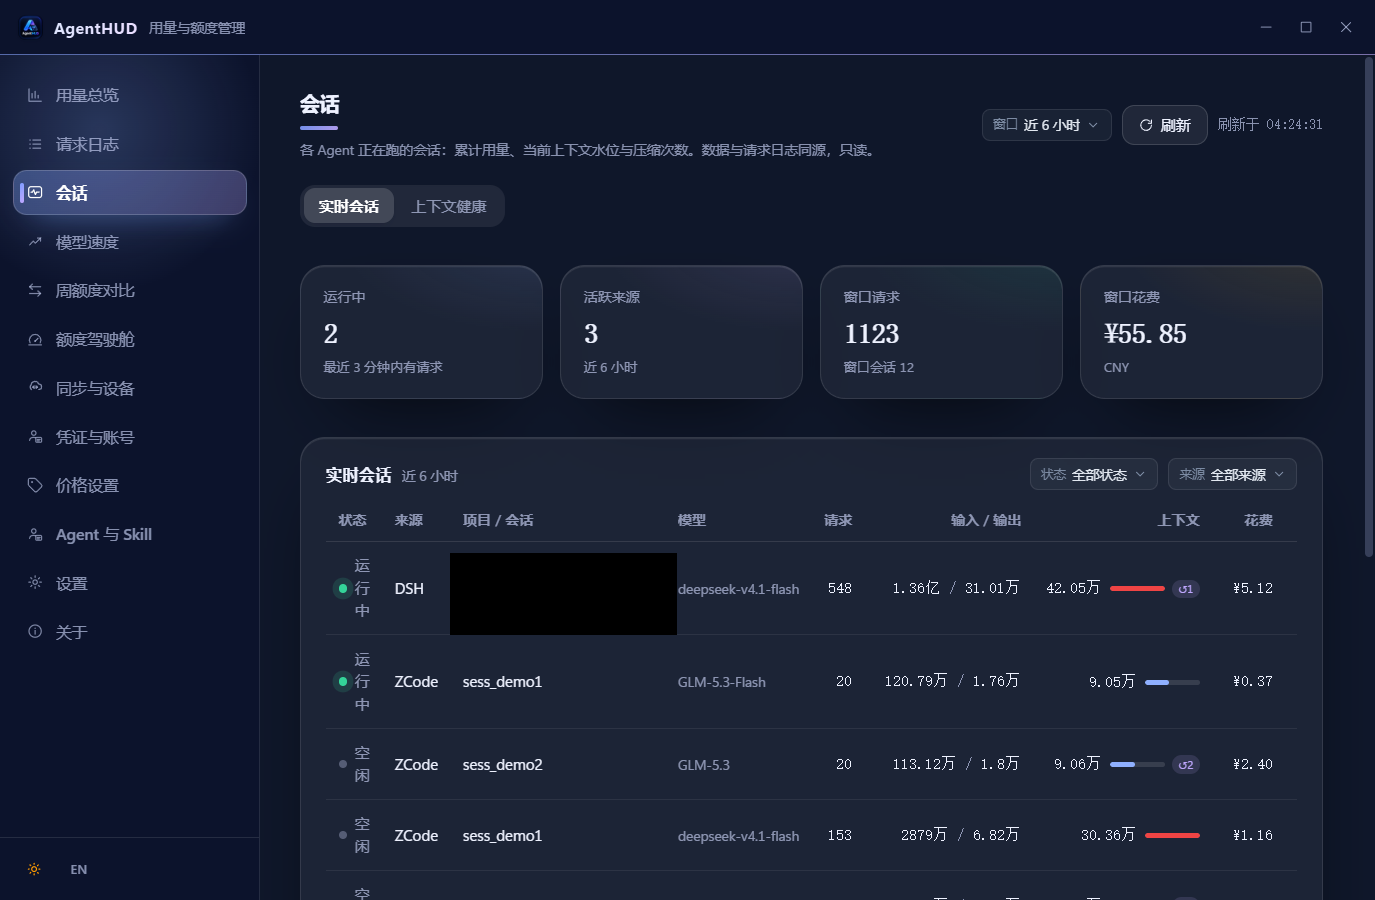 AgentHUD 用量与额度管理
用量总览
请求日志
会话
模型速度
周额度对比
额度驾驶舱
同步与设备
凭证与账号
价格设置
Agent 与 Skill
设置
关于
EN
会话
各 Agent 正在跑的会话：累计用量、当前上下文水位与压缩次数。数据与请求日志同源，只读。
窗口 近 6 小时
刷新
刷新于 04:24:31
实时会话 上下文健康
运行中
2
最近 3 分钟内有请求
活跃来源
3
近 6 小时
窗口请求
1123
窗口会话 12
窗口花费
¥55.85
CNY
实时会话 近 6 小时
状态 全部状态
来源 全部来源
状态 来源 项目 / 会话 模型 请求 输入 / 输出 上下文 花费
运行中 DSH deepseek-v4.1-flash 548 1.36亿 / 31.01万 42.05万 ↺1 ¥5.12
运行中 ZCode sess_demo1 GLM-5.3-Flash 20 120.79万 / 1.76万 9.05万 ¥0.37
空闲 ZCode sess_demo2 GLM-5.3 20 113.12万 / 1.8万 9.06万 ↺2 ¥2.40
空闲 ZCode sess_demo1 deepseek-v4.1-flash 153 2879万 / 6.82万 30.36万 ¥1.16
空